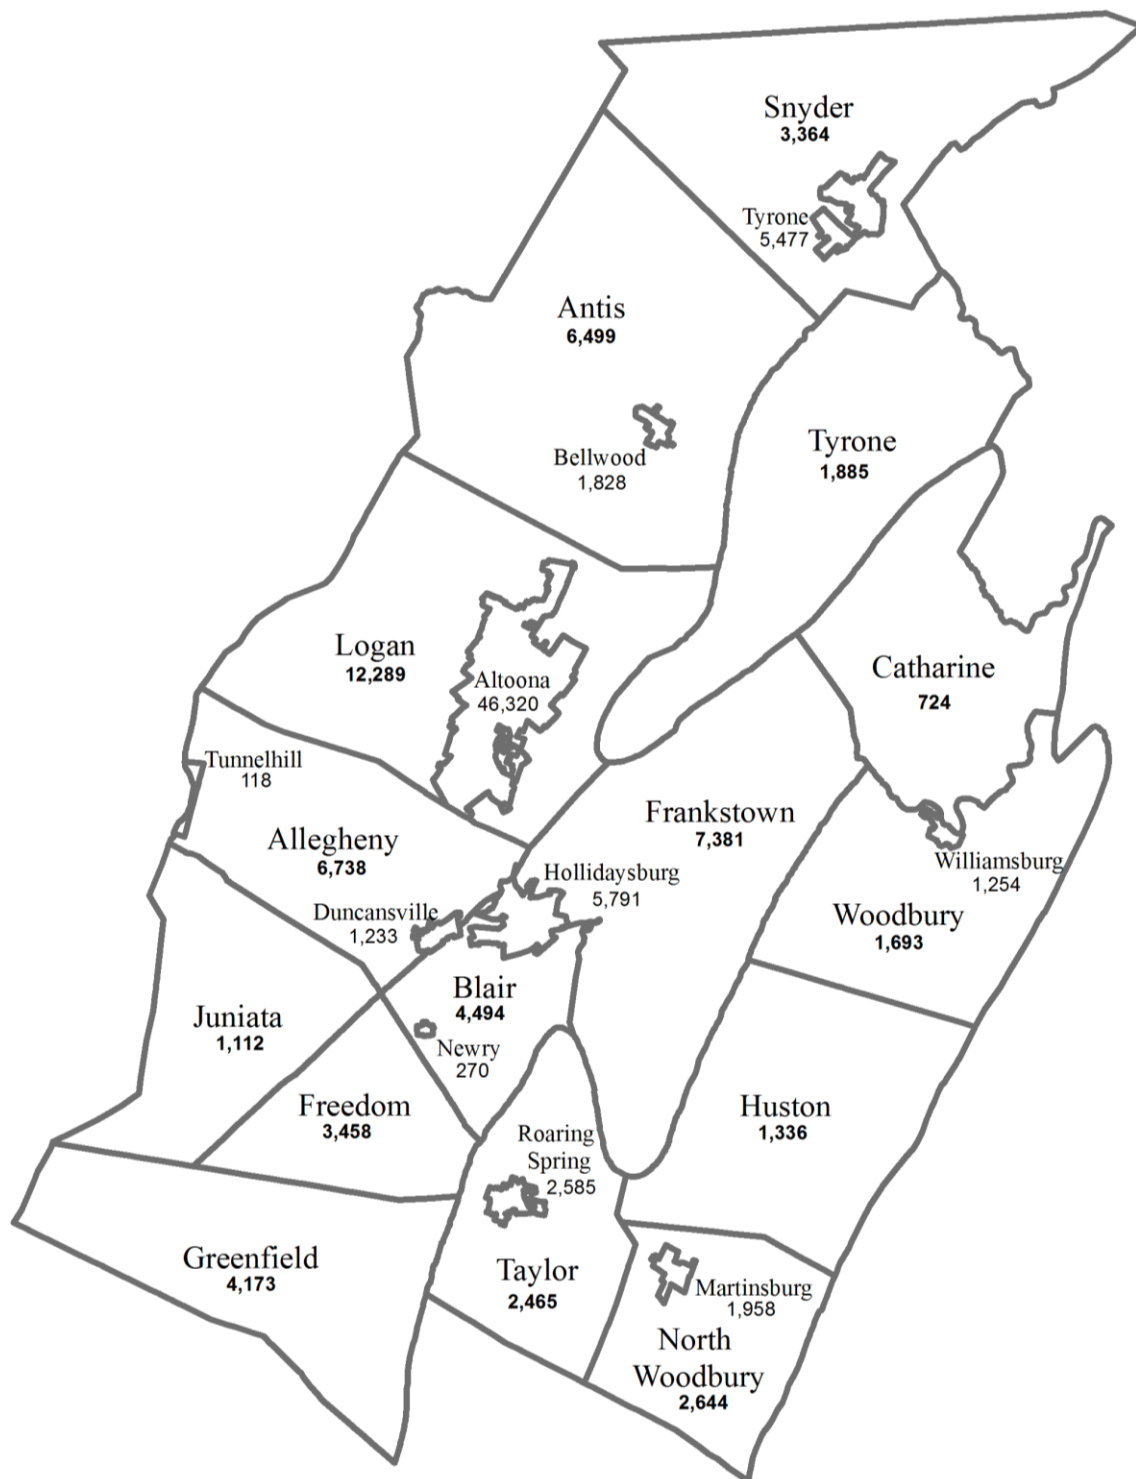 Snyder
3,364
Tyrone
5,477
Antis
6,499
Bellwood
1,828
Tyrone
1,885
Logan
12,289
Altoona
46,320
Catharine
724
Tunnelhill
118
Allegheny
6,738
Frankstown
7,381
Hollidaysburg
5,791
Williamsburg
1,254
Duncansville
1,233
Woodbury
1,693
Blair
4,494
Juniata
1,112
Newry
270
Freedom
3,458
Huston
1,336
Roaring
Spring
2,585
Greenfield
4,173
Taylor
2,465
Martinsburg
1,958
North
Woodbury
2,644